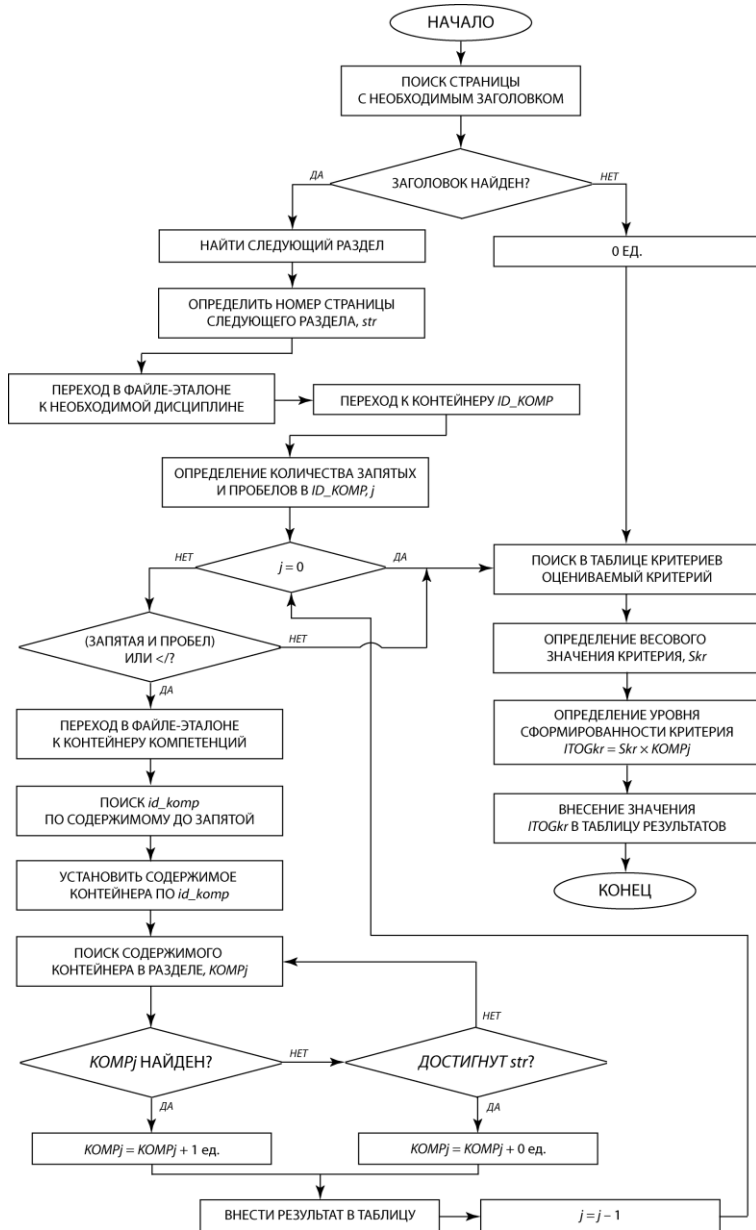 НАЧАЛО
ПОИСК СТРАНИЦЫ
С НЕОБХОДИМЫМ ЗАГОЛОВКОМ
ЗАГОЛОВОК НАЙДЕН?
ДА
НЕТ
НАЙТИ СЛЕДУЮЩИЙ РАЗДЕЛ
0 ЕД.
ОПРЕДЕЛИТЬ НОМЕР СТРАНИЦЫ
СЛЕДУЮЩЕГО РАЗДЕЛА, str
ПЕРЕХОД В ФАЙЛЕ-ЭТАЛОНЕ
К НЕОБХОДИМОЙ ДИСЦИПЛИНЕ
ПЕРЕХОД К КОНТЕЙНЕРУ ID_KOMP
ОПРЕДЕЛЕНИЕ КОЛИЧЕСТВА ЗАПЯТЫХ
И ПРОБЕЛОВ В ID_KOMP, j
НЕТ
j = 0
ДА
(ЗАПЯТАЯ И ПРОБЕЛ)
ИЛИ </?
НЕТ
ДА
ПЕРЕХОД В ФАЙЛЕ-ЭТАЛОНЕ
К КОНТЕЙНЕРУ КОМПЕТЕНЦИЙ
ПОИСК id_komp
ПО СОДЕРЖИМОМУ ДО ЗАПЯТОЙ
УСТАНОВИТЬ СОДЕРЖИМОЕ
КОНТЕЙНЕРА ПО id_komp
ПОИСК СОДЕРЖИМОГО
КОНТЕЙНЕРА В РАЗДЕЛЕ, KOMPj
KOMPj НАЙДЕН?
НЕТ
ДОСТИГНУТ str?
НЕТ
ДА
ДА
KOMPj = KOMPj + 1 ед.
KOMPj = KOMPj + 0 ед.
ВНЕСТИ РЕЗУЛЬТАТ В ТАБЛИЦУ
j = j – 1
ПОИСК В ТАБЛИЦЕ КРИТЕРИЕВ
ОЦЕНИВАЕМЫЙ КРИТЕРИЙ
ОПРЕДЕЛЕНИЕ ВЕСОВОГО
ЗНАЧЕНИЯ КРИТЕРИЯ, Skr
ОПРЕДЕЛЕНИЕ УРОВНЯ
СФОРМИРОВАННОСТИ КРИТЕРИЯ
ITOGkr = Skr × KOMPj
ВНЕСЕНИЕ ЗНАЧЕНИЯ
ITOGkr В ТАБЛИЦУ РЕЗУЛЬТАТОВ
КОНЕЦ